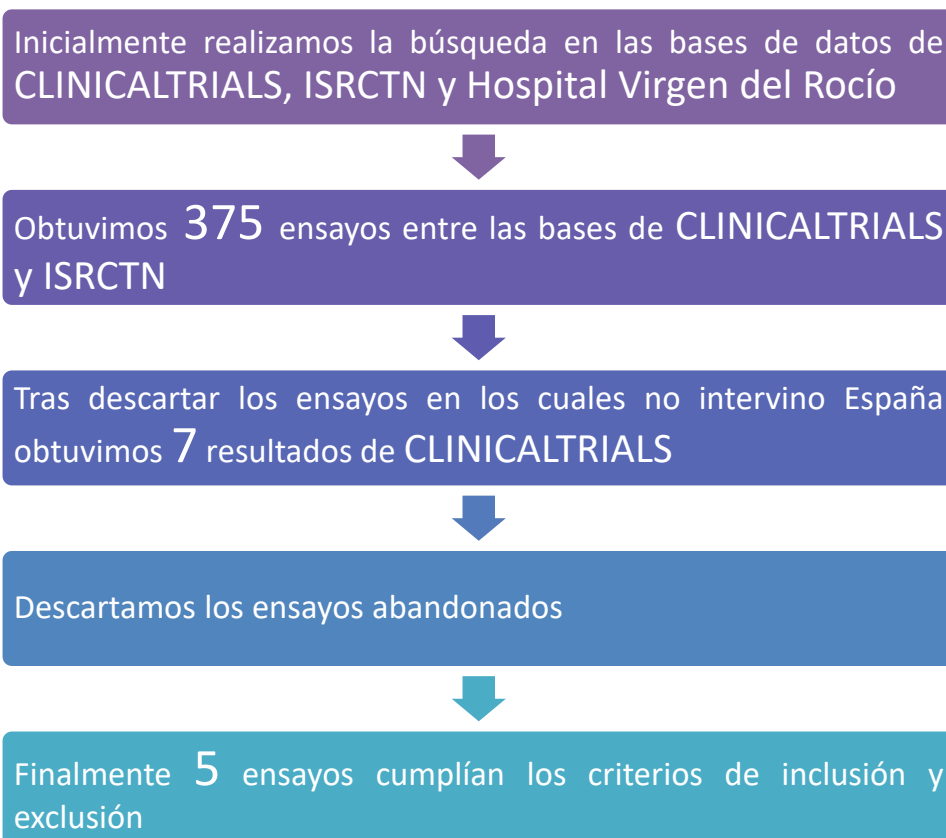 Inicialmente realizamos la búsqueda en las bases de datos de
CLINICALTRIALS, ISRCTN y Hospital Virgen del Rocío
Obtuvimos 375 ensayos entre las bases de CLINICALTRIALS
y ISRCTN
Tras descartar los ensayos en los cuales no intervino España
obtuvimos 7 resultados de CLINICALTRIALS
Descartamos los ensayos abandonados
Finalmente 5 ensayos cumplían los criterios de inclusión y
exclusión